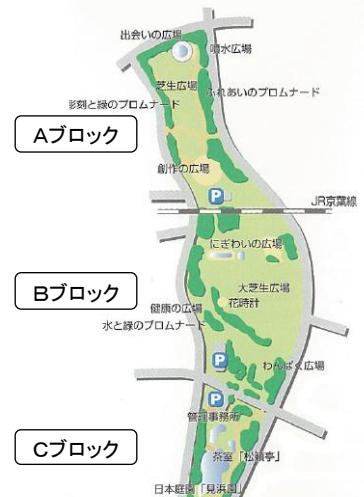 出会いの広場
噴水広場
芝生広場
彫刻と緑のプロムナード
ふれあいのプロムナード
Aブロック
創作の広場
P
JR京葉線
にぎわいの広場
Bブロック
大芝生広場
花時計
健康の広場
水と緑のプロムナード
P
わんぱく広場
P
管理事務所
Cブロック
茶室「松籟亭」
日本庭園「見浜園」